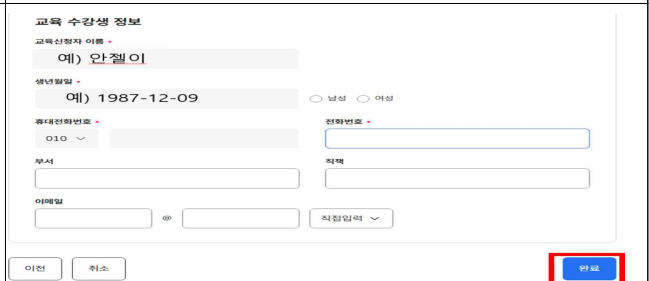 교육 수강생 정보
교육신청자 이름 •
예) 안젤이
생년월일 •
예) 1987-12-09 남성 여성
휴대전화번호 • 전화번호 •
010
부서 직책
이메일
@ 직접입력
이전 취소 완료